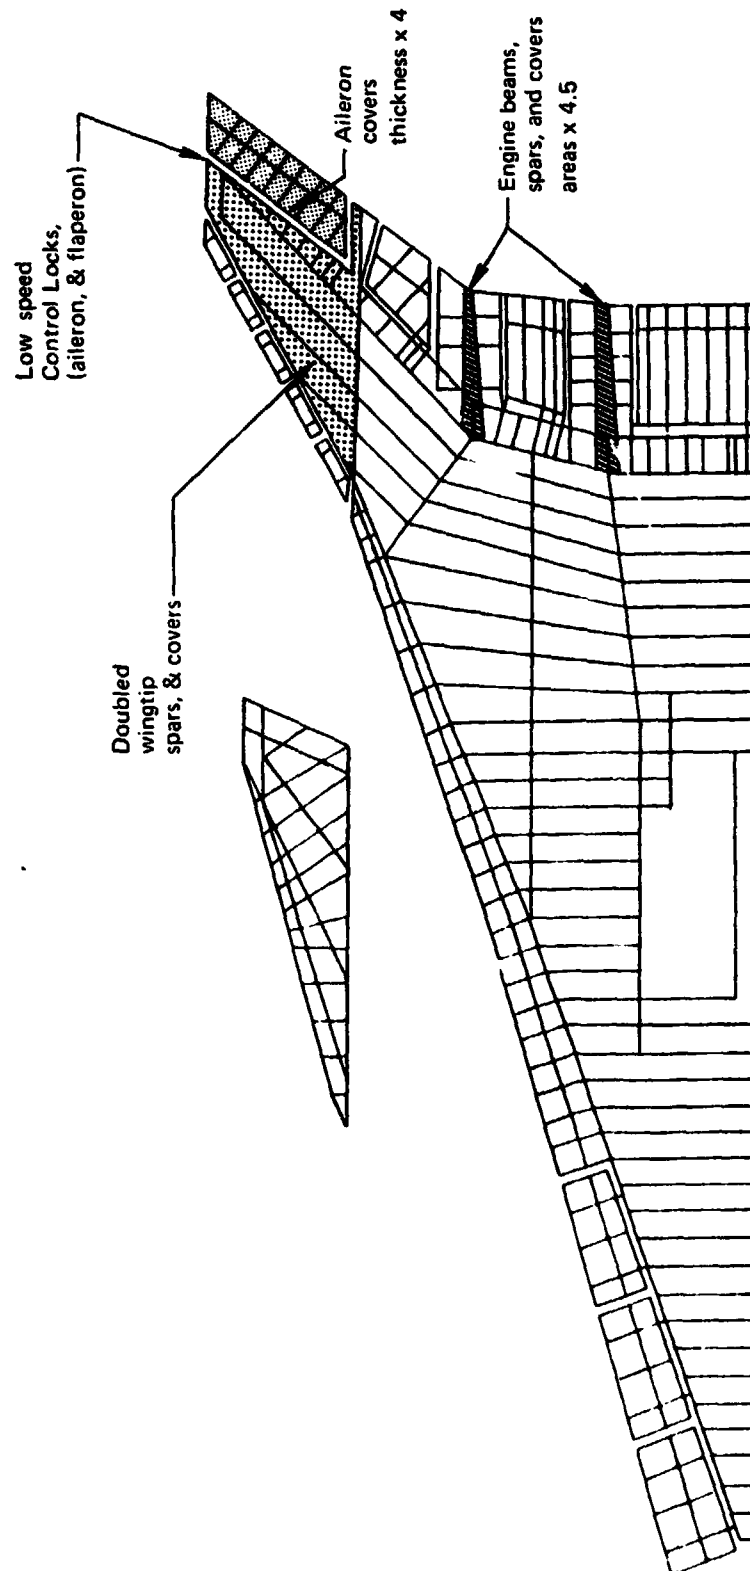 Low speed
Control Locks,
(aileron, & flaperon)
Aileron
covers
thickness x 4
Engine beams,
spars, and covers
areas x 4.5
Doubled
wingtip
spars, & covers